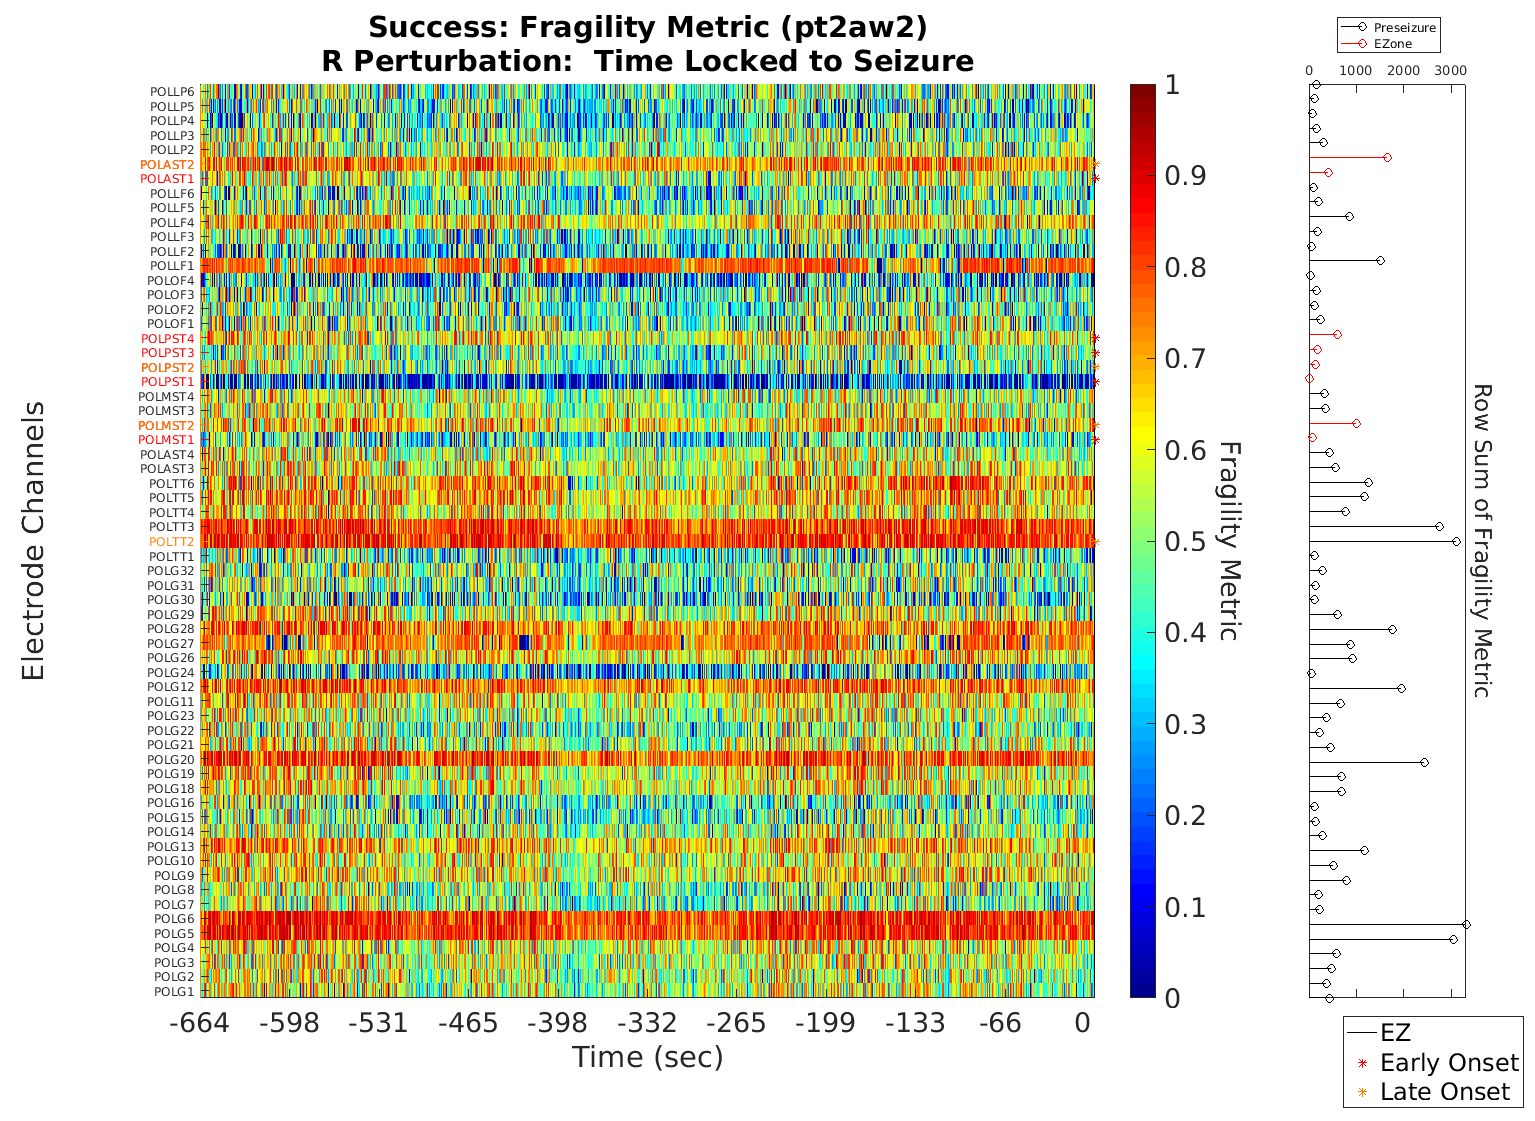 Success: Fragility Metric (pt2aw2)
R Perturbation:  Time Locked to Seizure
Electrode Channels
POLLP6
POLLP5
POLLP4
POLLP3
POLLP2
POLAST2
POLAST1
POLLF6
POLLF5
POLLF4
POLLF3
POLLF2
POLLF1
POLOF4
POLOF3
POLOF2
POLOF1
POLPST4
POLPST3
POLPST2
POLPST1
POLMST4
POLMST3
POLMST2
POLMST1
POLAST4
POLAST3
POLTT6
POLTT5
POLTT4
POLTT3
POLTT2
POLTT1
POLG32
POLG31
POLG30
POLG29
POLG28
POLG27
POLG26
POLG24
POLG12
POLG11
POLG23
POLG22
POLG21
POLG20
POLG19
POLG18
POLG16
POLG15
POLG14
POLG13
POLG10
POLG9
POLG8
POLG7
POLG6
POLG5
POLG4
POLG3
POLG2
POLG1
-664 -598 -531 -465 -398 -332 -265 -199 -133 -66 0
Time (sec)
1
0.9
0.8
0.7
0.6
0.5
0.4
0.3
0.2
0.1
0
Fragility Metric
Preseizure
EZone
0 1000 2000 3000
Row Sum of Fragility Metric
EZ
Early Onset
Late Onset